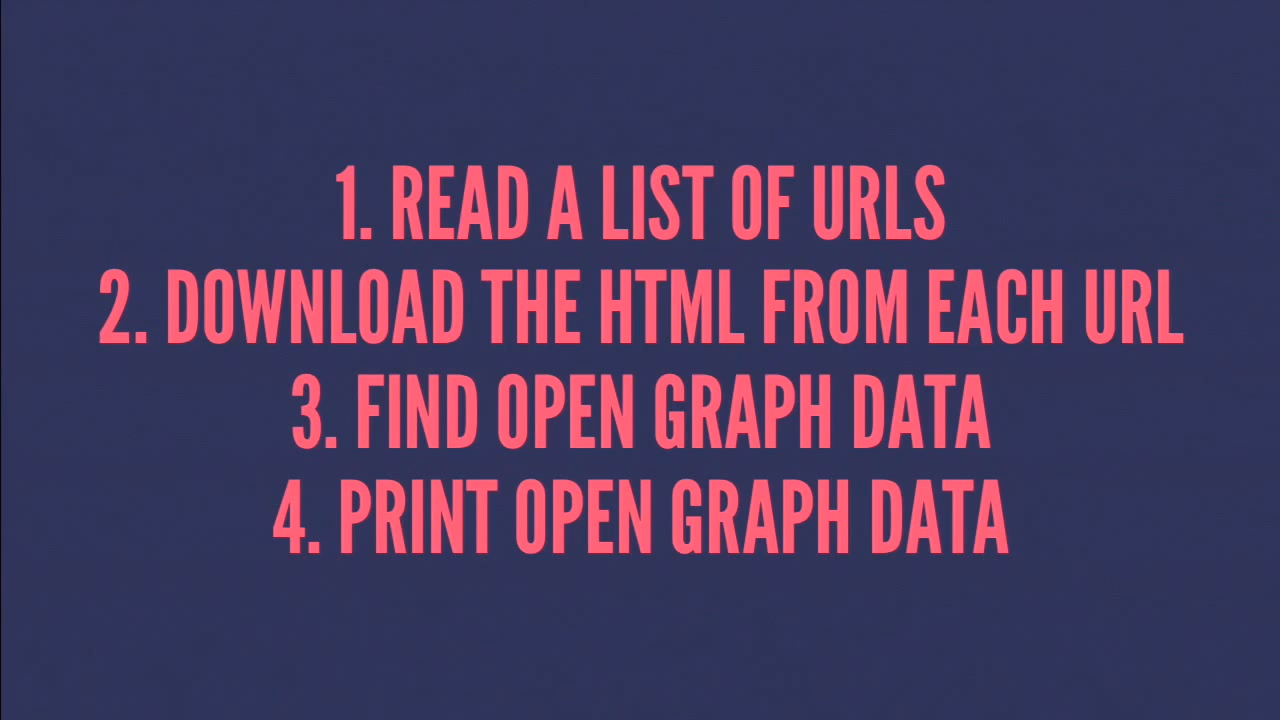 1. READ A LIST OF URLS
2. DOWNLOAD THE HTML FROM EACH URL
3. FIND OPEN GRAPH DATA
4. PRINT OPEN GRAPH DATA